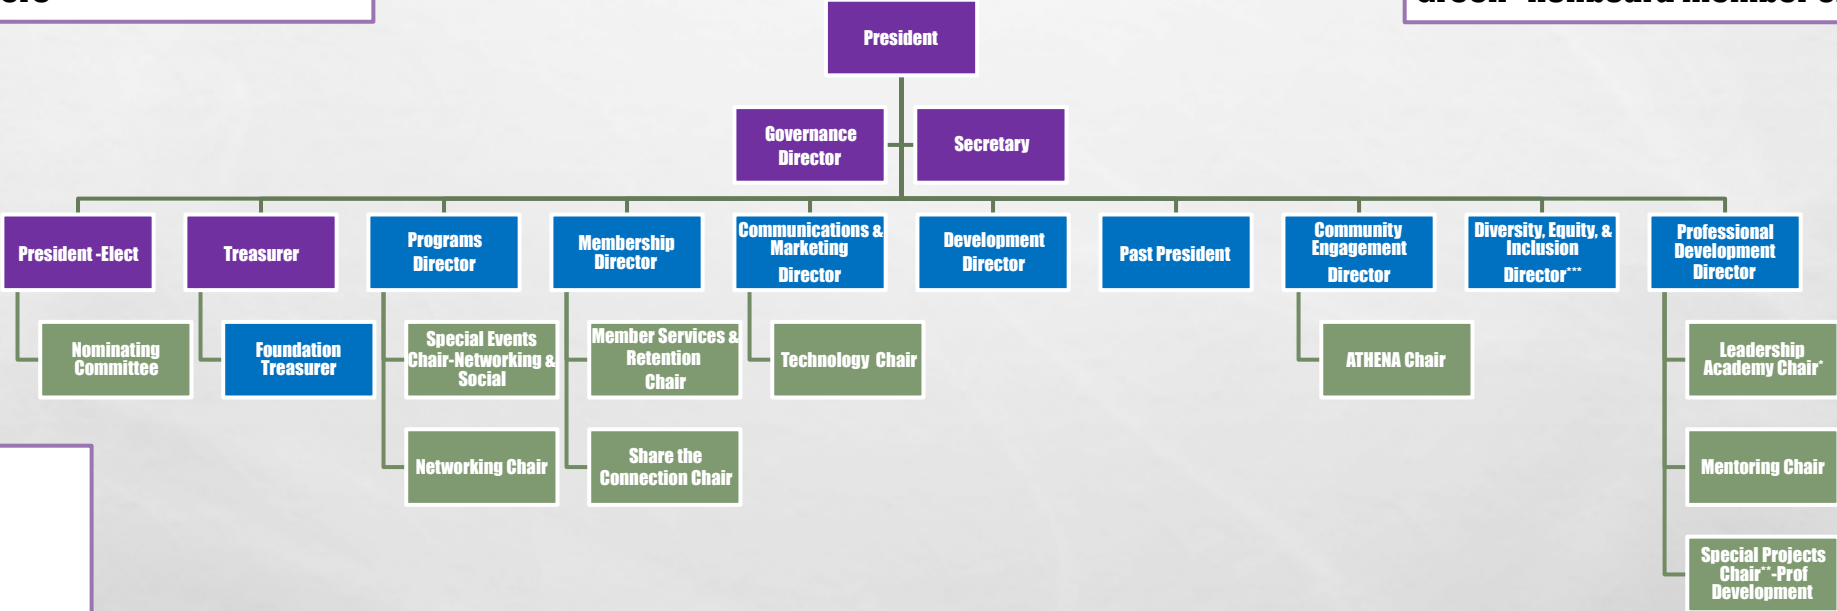 President
Governance
Director
Secretary
President -Elect
Treasurer
Programs
Director
Membership
Director
Communications &
Marketing
Director
Development
Director
Past President
Community
Engagement
Director
Diversity, Equity, &
Inclusion
Director***
Professional
Development
Director
Nominating
Committee
Foundation
Treasurer
Special Events
Chair-Networking &
Social
Member Services &
Retention
Chair
Technology Chair
ATHENA Chair
Leadership
Academy Chair*
Networking Chair
Share the
Connection Chair
Mentoring Chair
Special Projects
Chair**-Prof
Development